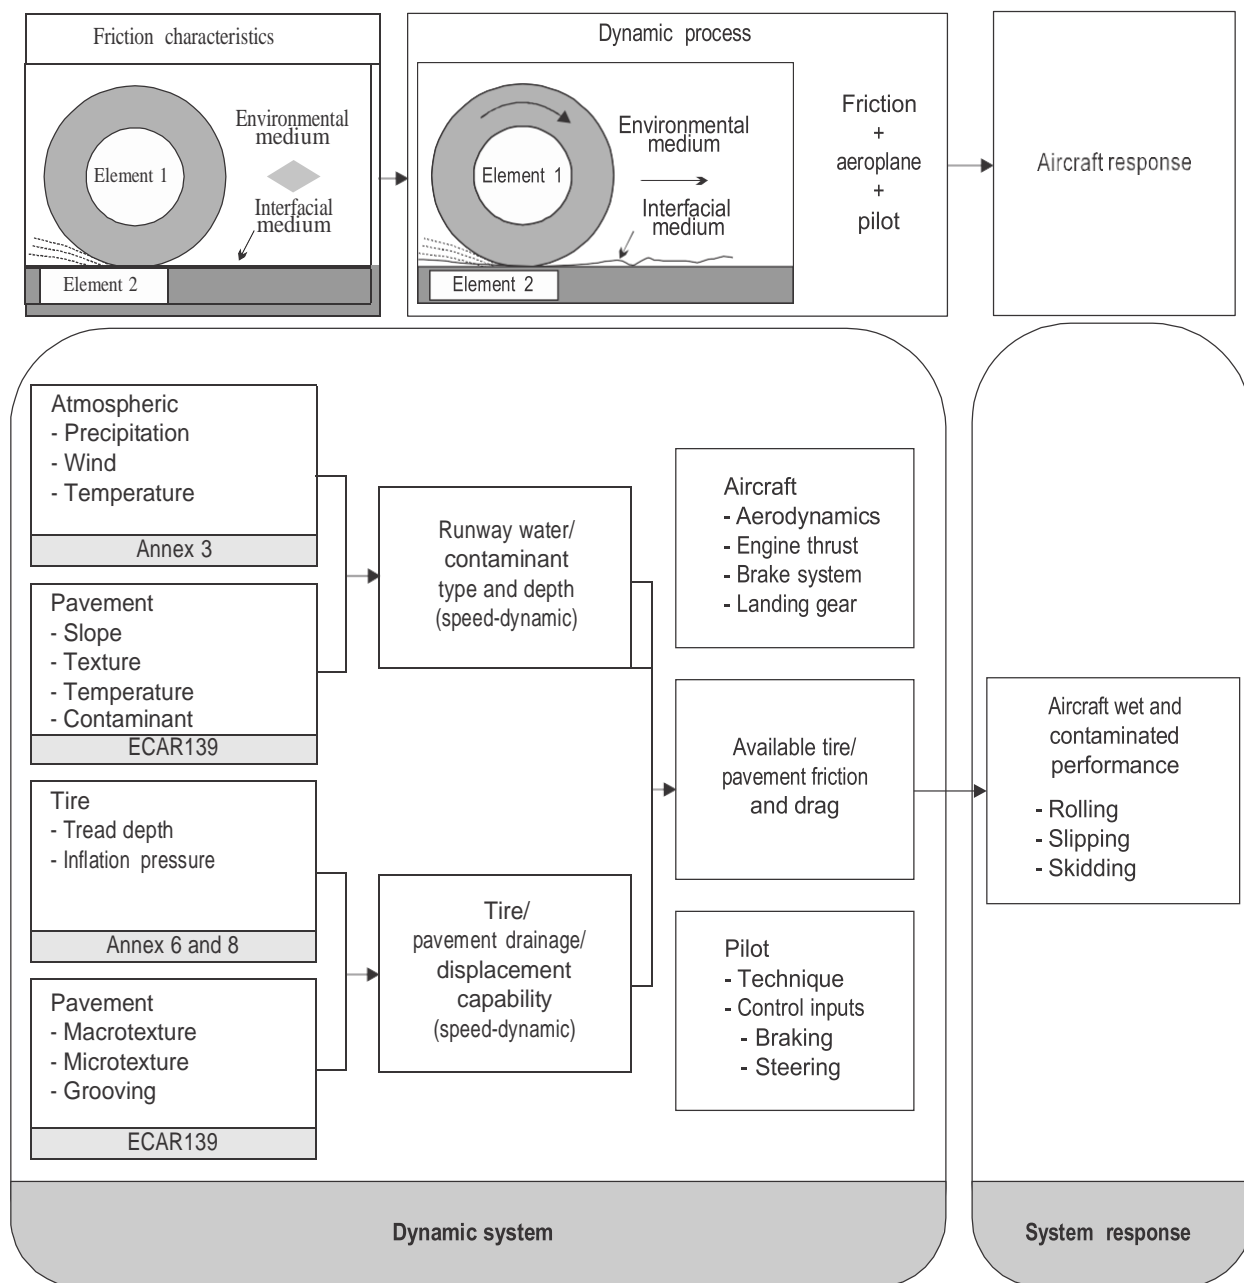 Friction characteristics
Environmental
medium
Element 1
Interfacial
medium
Element 2
Dynamic process
Environmental
medium
Element 1
Interfacial
medium
Element 2
Friction
+
aeroplane
+
pilot
Aircraft response
Atmospheric
- Precipitation
- Wind
- Temperature
Annex 3
Pavement
- Slope
- Texture
- Temperature
- Contaminant
ECAR139
Tire
- Tread depth
- Inflation pressure
Annex 6 and 8
Pavement
- Macrotexture
- Microtexture
- Grooving
ECAR139
Runway water/
contaminant
type and depth
(speed-dynamic)
Tire/
pavement drainage/
displacement
capability
(speed-dynamic)
Aircraft
- Aerodynamics
- Engine thrust
- Brake system
- Landing gear
Available tire/
pavement friction
and drag
Pilot
- Technique
- Control inputs
- Braking
- Steering
Aircraft wet and
contaminated
performance
- Rolling
- Slipping
- Skidding
Dynamic system
System response